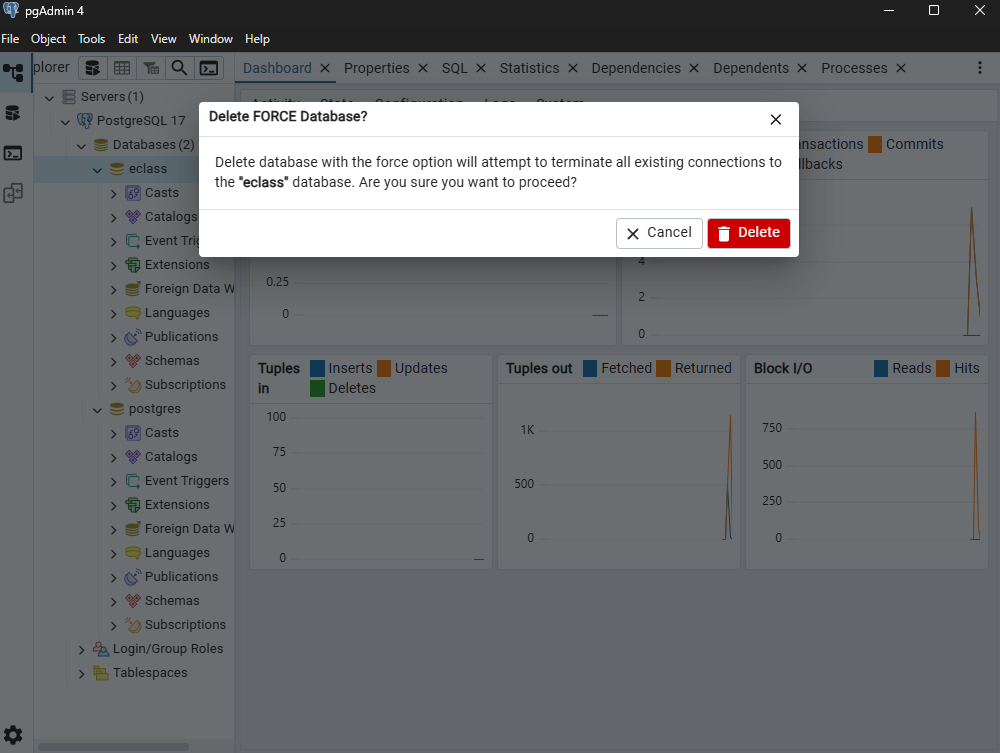 pgAdmin 4
File Object Tools Edit View Window Help
plorer
Dashboard Properties SQL Statistics Dependencies Dependents Processes
Servers (1)
PostgreSQL 17
Databases (2)
eclass
Casts
Catalogs
Event Trig
Extensions
Foreign Data W
Languages
Publications
Schemas
Subscriptions
postgres
Casts
Catalogs
Event Triggers
Extensions
Foreign Data W
Languages
Publications
Schemas
Subscriptions
Login/Group Roles
Tablespaces
Delete FORCE Database?
Delete database with the force option will attempt to terminate all existing connections to
the "eclass" database. Are you sure you want to proceed?
Cancel Delete
ansactions Commits
llbacks
0.25
0
4
2
0
Tuples Inserts Updates
in Deletes
100
75
50
25
0
Tuples out Fetched Returned
1K
500
0
Block I/O Reads Hits
750
500
250
0